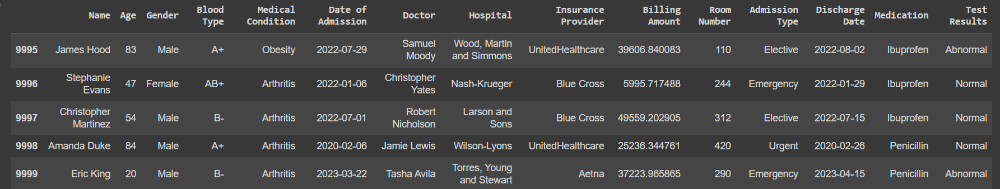 Name Age Gender Blood Type Medical Condition Date of Admission Doctor Hospital Insurance Provider Billing Amount Room Number Admission Type Discharge Date Medication Test Results
9995 James Hood 83 Male A+ Obesity 2022-07-29 Samuel Moody Wood, Martin and Simmons UnitedHealthcare 39606.840083 110 Elective 2022-08-02 Ibuprofen Abnormal
9996 Stephanie Evans 47 Female AB+ Arthritis 2022-01-06 Christopher Yates Nash-Krueger Blue Cross 5995.717488 244 Emergency 2022-01-29 Ibuprofen Normal
9997 Christopher Martinez 54 Male B- Arthritis 2022-07-01 Robert Nicholson Larson and Sons Blue Cross 49559.202905 312 Elective 2022-07-15 Ibuprofen Normal
9998 Amanda Duke 84 Male A+ Arthritis 2020-02-06 Jamie Lewis Wilson-Lyons UnitedHealthcare 25236.344761 420 Urgent 2020-02-26 Penicillin Normal
9999 Eric King 20 Male B- Arthritis 2023-03-22 Tasha Avila Torres, Young and Stewart Aetna 37223.965865 290 Emergency 2023-04-15 Penicillin Abnormal